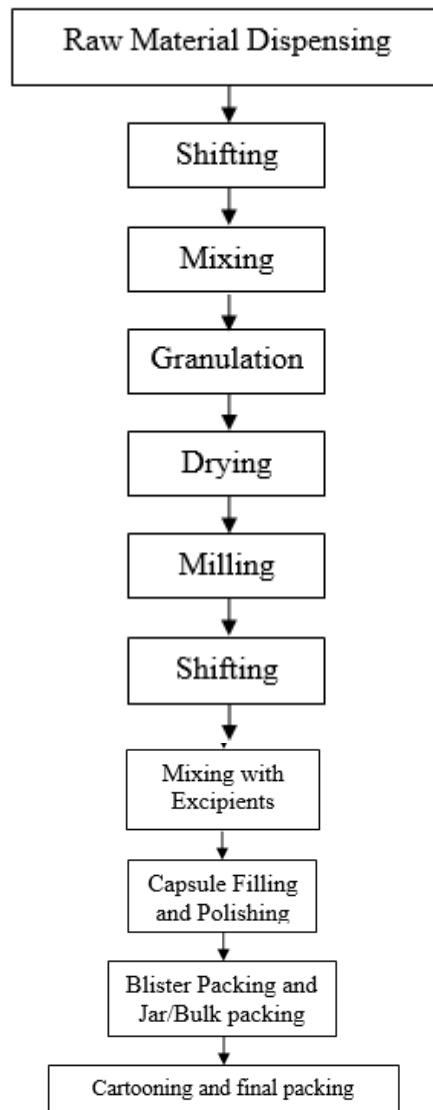 Raw Material Dispensing
Shifting
Mixing
Granulation
Drying
Milling
Shifting
Mixing with
Excipients
Capsule Filling
and Polishing
Blister Packing and
Jar/Bulk packing
Cartooning and final packing